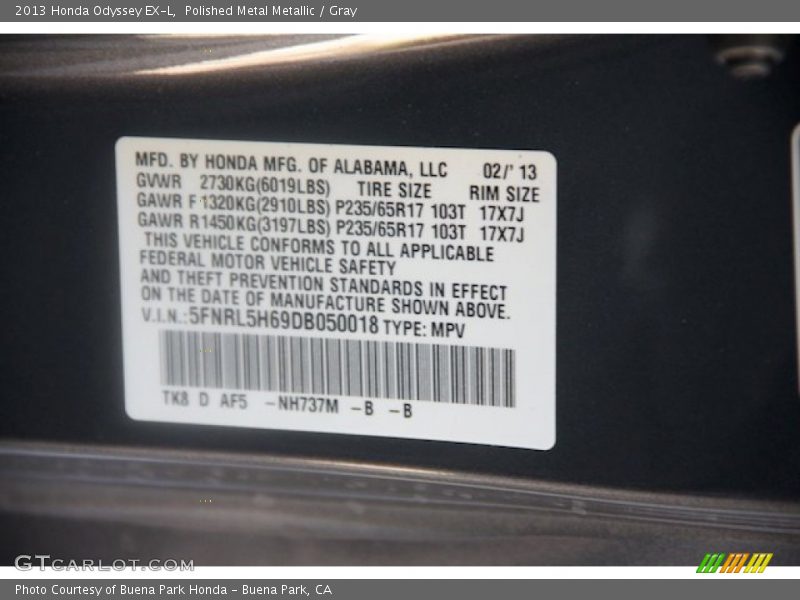 2013 Honda Odyssey EX-L,  Polished Metal Metallic / Gray
MFD. BY HONDA MFG. OF ALABAMA, LLC 02/' 13
GVWR 2730KG(6019LBS) TIRE SIZE RIM SIZE
GAWR F 1320KG(2910LBS) P235/65R17 103T 17X7J
GAWR R1450KG(3197LBS) P235/65R17 103T 17X7J
THIS VEHICLE CONFORMS TO ALL APPLICABLE
FEDERAL MOTOR VEHICLE SAFETY
AND THEFT PREVENTION STANDARDS IN EFFECT
ON THE DATE OF MANUFACTURE SHOWN ABOVE.
V.I.N.:5FNRL5H69DB050018 TYPE: MPV
TK8 D AF5 -NH737M -B -B
GTCARLOT.COM
Photo Courtesy of Buena Park Honda - Buena Park, CA